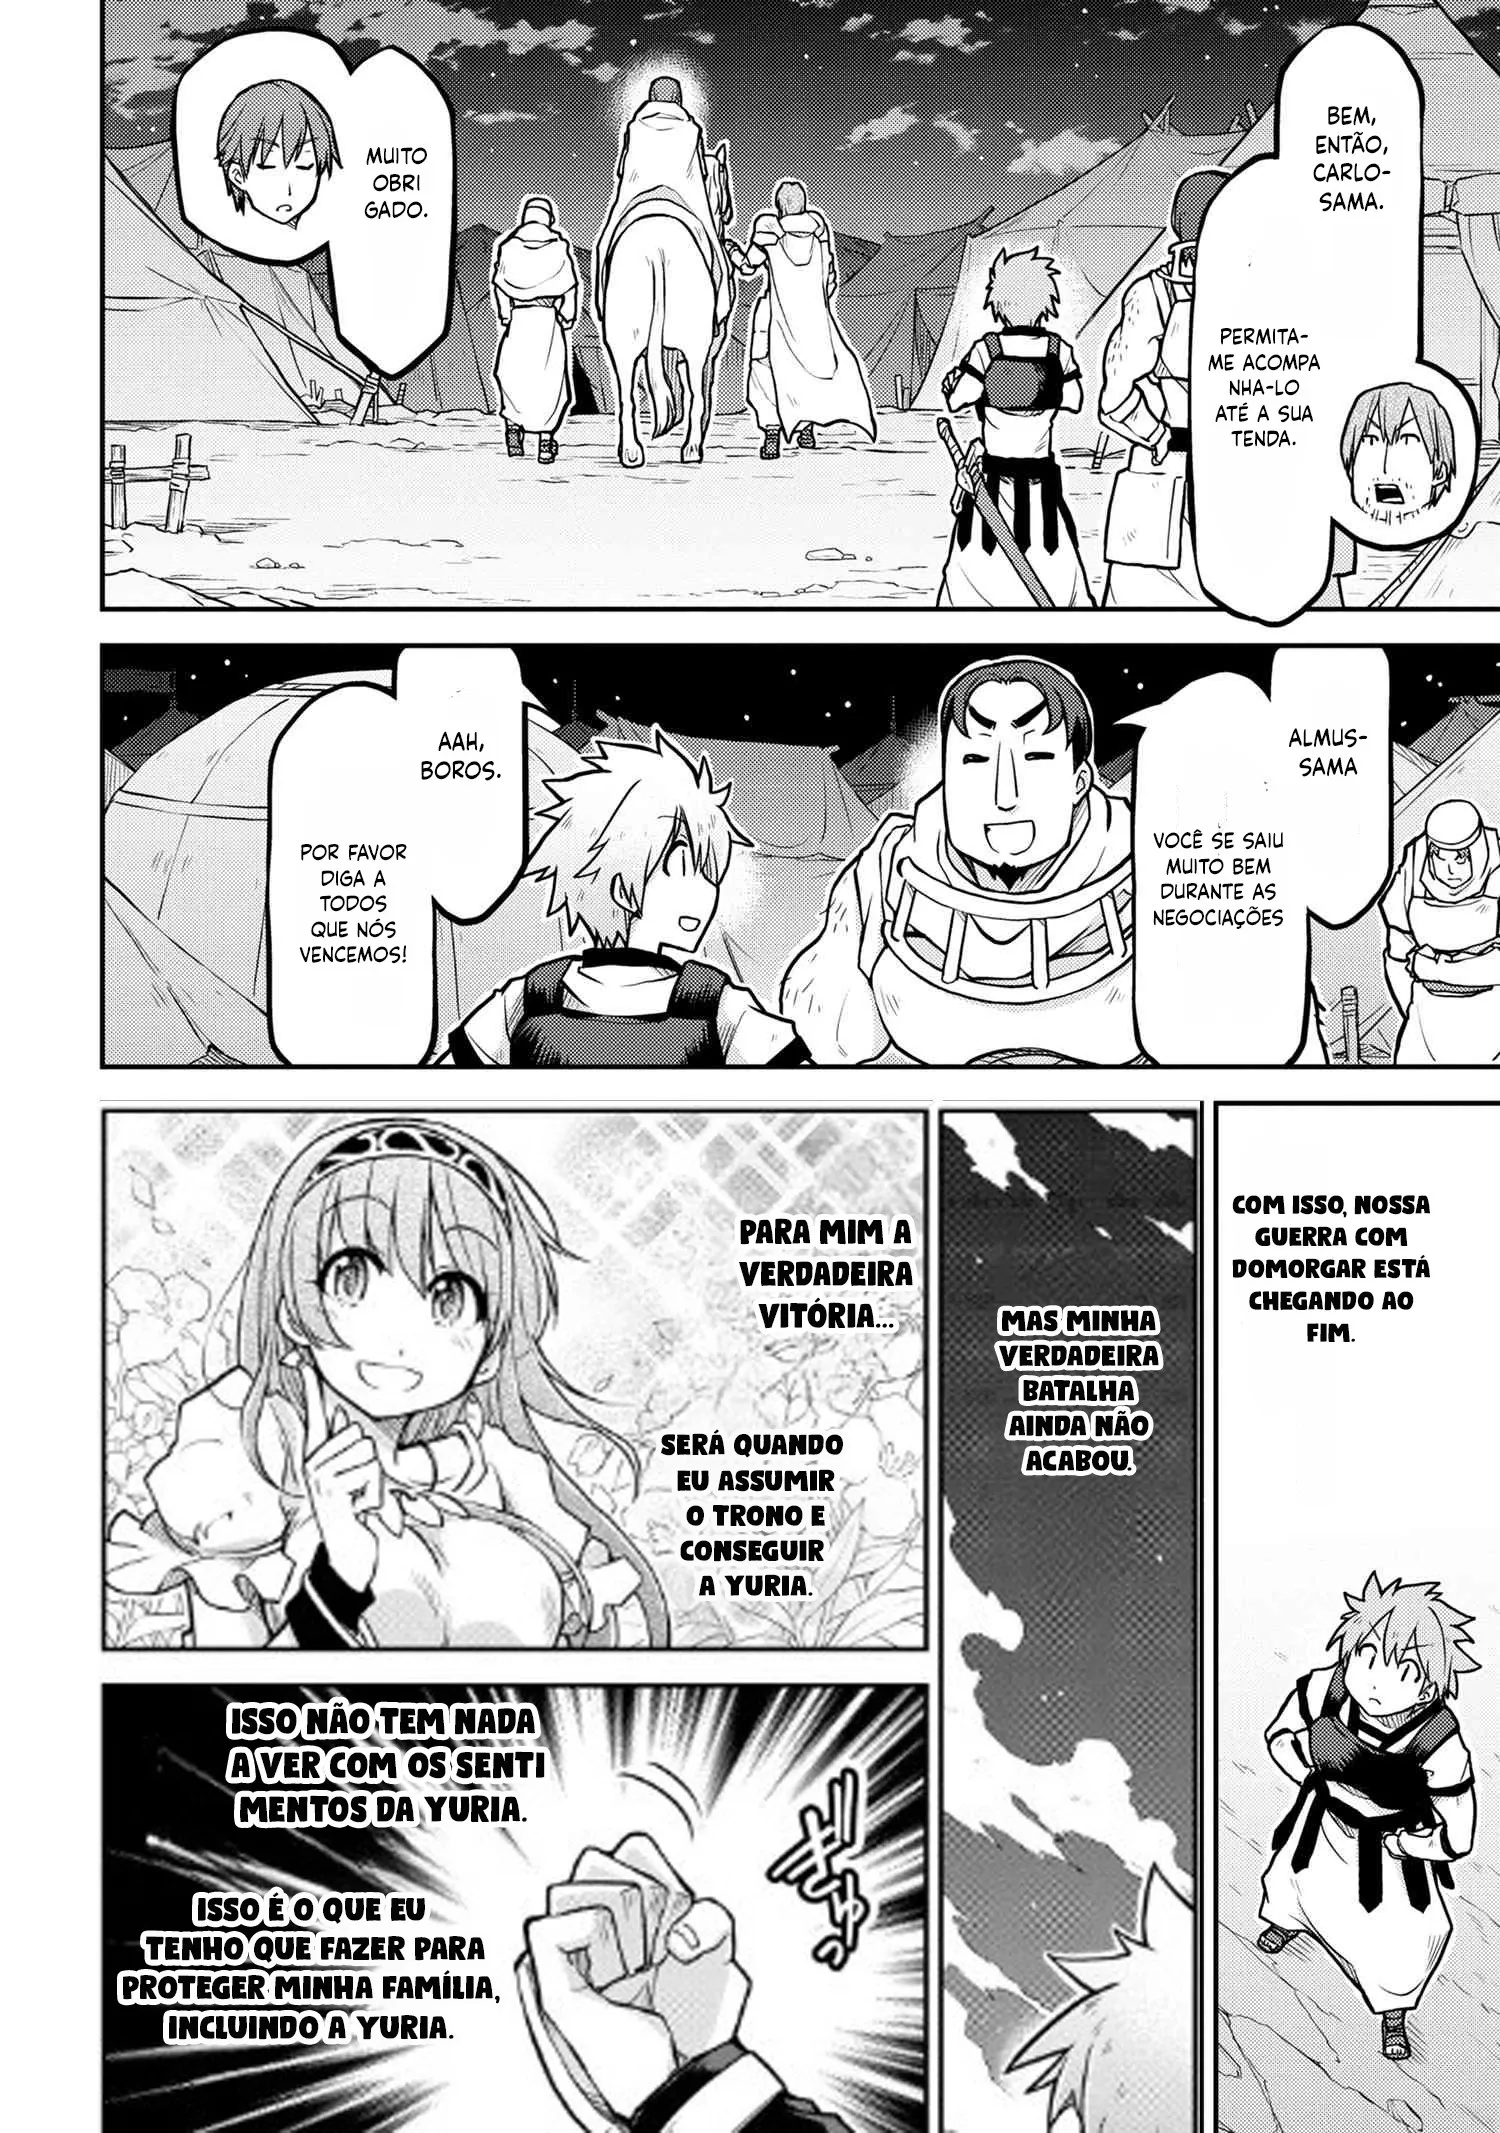 BEM,
ENTÃO,
CARLO-
SAMA.
PERMITA-
ME ACOMPA
NHA-LO
ATÉ A SUA
TENDA.
MUITO
OBRI
GADO.
ALMUS-
SAMA
VOCÊ SE SAIU
MUITO BEM
DURANTE AS
NEGOCIAÇÕES
AAH,
BOROS.
POR FAVOR
DIGA A
TODOS
QUE NÓS
VENCEMOS!
COM ISSO, NOSSA
GUERRA COM
DOMORGAR ESTÁ
CHEGANDO AO
FIM.
MAS MINHA
VERDADEIRA
BATALHA
AINDA NÃO
ACABOU.
PARA MIM A
VERDADEIRA
VITÓRIA...
SERÁ QUANDO
EU ASSUMIR
O TRONO E
CONSEGUIR
A YURIA.
ISSO NÃO TEM NADA
A VER COM OS SENTI
MENTOS DA YURIA.
ISSO É O QUE EU
TENHO QUE FAZER PARA
PROTEGER MINHA FAMÍLIA,
INCLUINDO A YURIA.
ギュッ